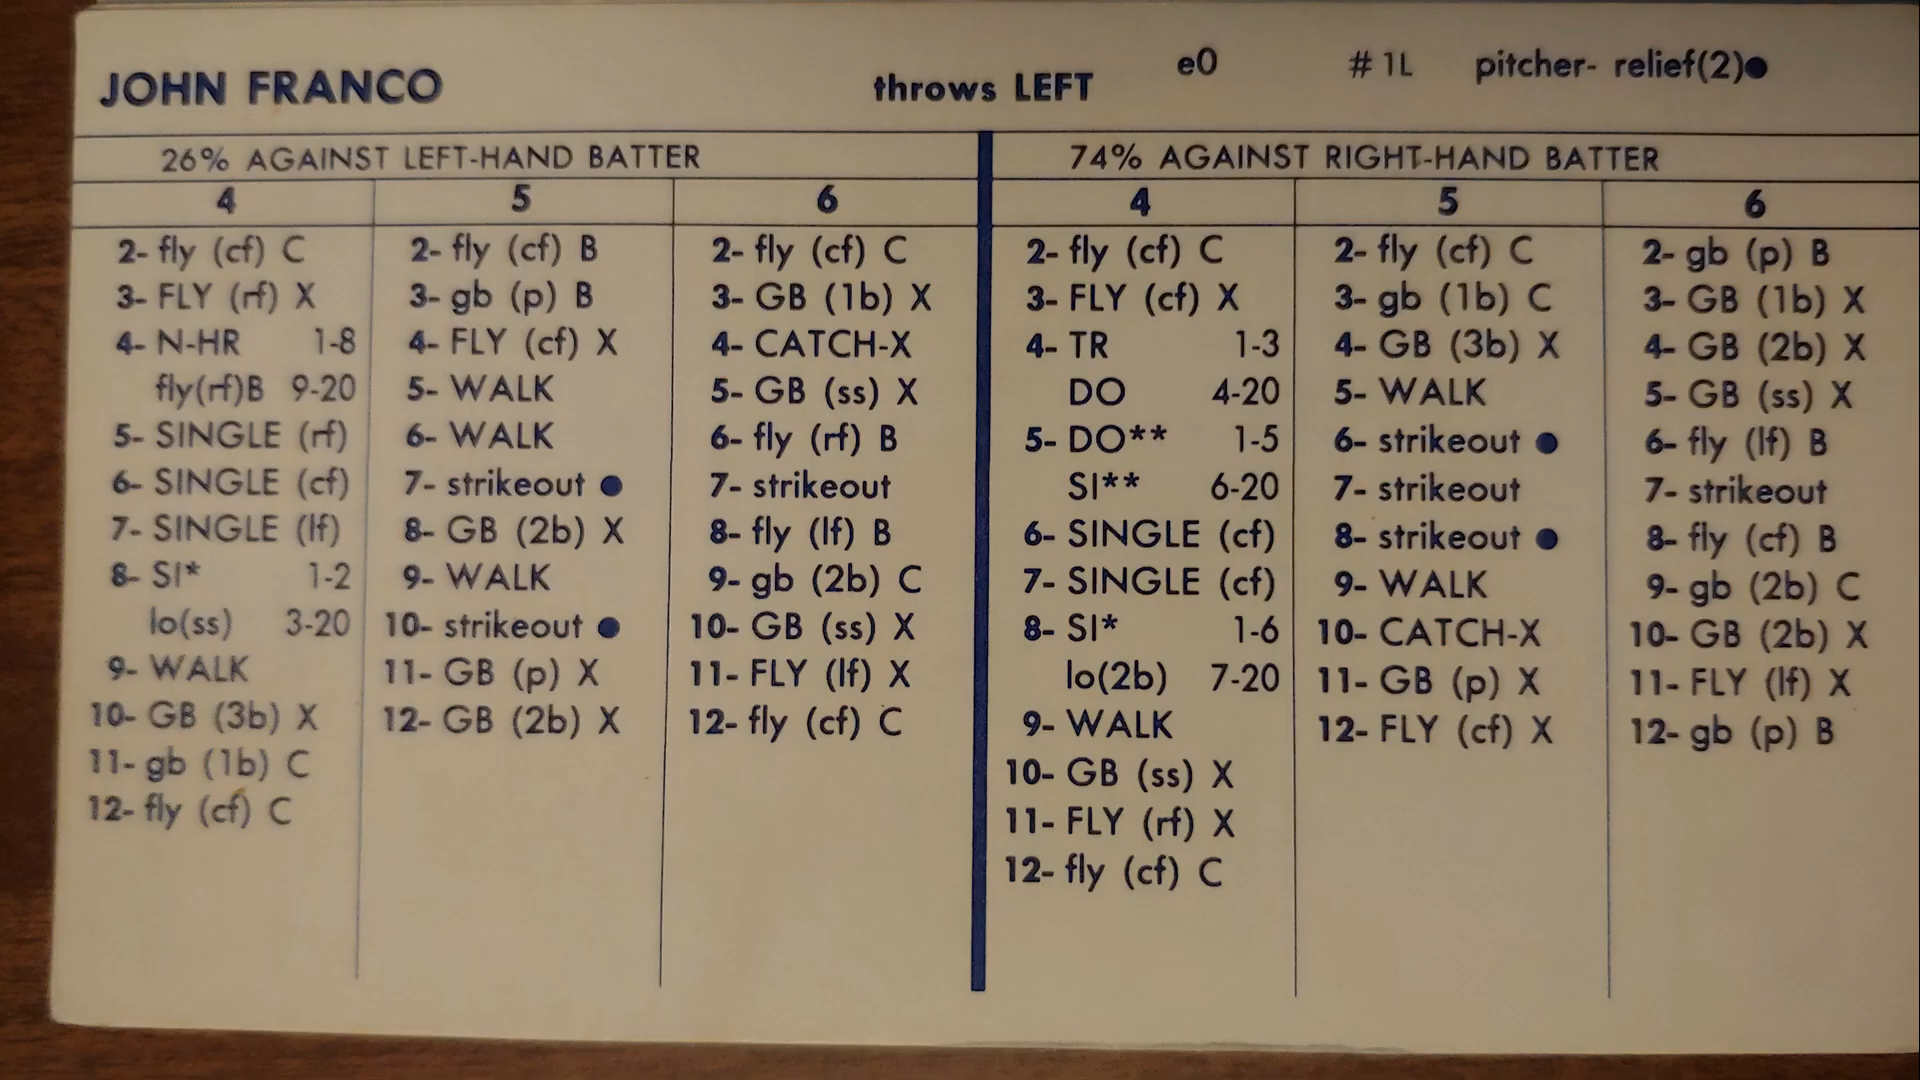 JOHN FRANCO throws LEFT e0 # 1L pitcher- relief(2)●
26% AGAINST LEFT-HAND BATTER
4
2- fly (cf) C
3- FLY (rf) X
4- N-HR 1-8
fly(rf)B 9-20
5- SINGLE (rf)
6- SINGLE (cf)
7- SINGLE (lf)
8- SI* 1-2
lo(ss) 3-20
9- WALK
10- GB (3b) X
11- gb (1b) C
12- fly (cf) C
5
2- fly (cf) B
3- gb (p) B
4- FLY (cf) X
5- WALK
6- WALK
7- strikeout ●
8- GB (2b) X
9- WALK
10- strikeout ●
11- GB (p) X
12- GB (2b) X
6
2- fly (cf) C
3- GB (1b) X
4- CATCH-X
5- GB (ss) X
6- fly (rf) B
7- strikeout
8- fly (lf) B
9- gb (2b) C
10- GB (ss) X
11- FLY (lf) X
12- fly (cf) C
74% AGAINST RIGHT-HAND BATTER
4
2- fly (cf) C
3- FLY (cf) X
4- TR 1-3
DO 4-20
5- DO** 1-5
SI** 6-20
6- SINGLE (cf)
7- SINGLE (cf)
8- SI* 1-6
lo(2b) 7-20
9- WALK
10- GB (ss) X
11- FLY (rf) X
12- fly (cf) C
5
2- fly (cf) C
3- gb (1b) C
4- GB (3b) X
5- WALK
6- strikeout ●
7- strikeout
8- strikeout ●
9- WALK
10- CATCH-X
11- GB (p) X
12- FLY (cf) X
6
2- gb (p) B
3- GB (1b) X
4- GB (2b) X
5- GB (ss) X
6- fly (lf) B
7- strikeout
8- fly (cf) B
9- gb (2b) C
10- GB (2b) X
11- FLY (lf) X
12- gb (p) B